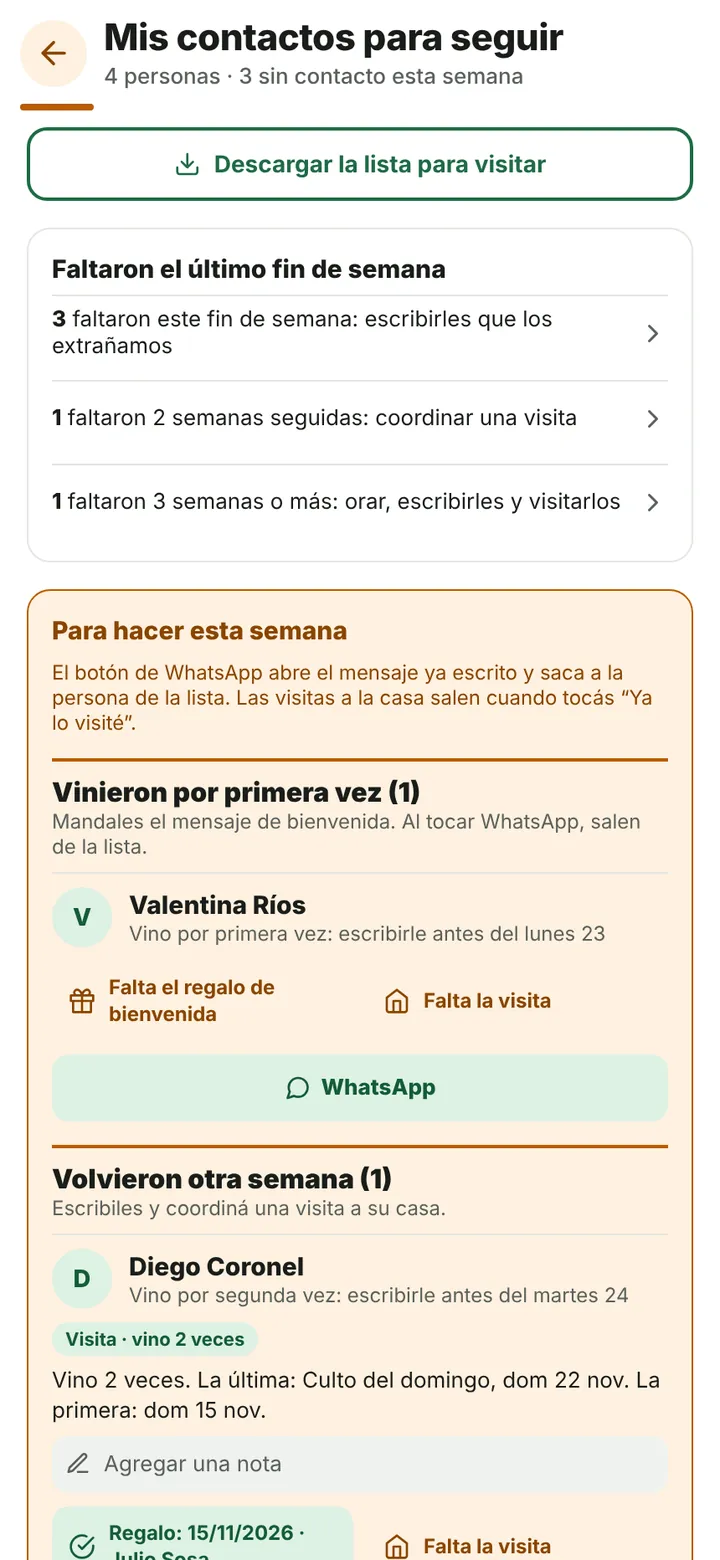 Mis contactos para seguir
4 personas · 3 sin contacto esta semana
Descargar la lista para visitar
Faltaron el último fin de semana
3 faltaron este fin de semana: escribirles que los
extrañamos
1 faltaron 2 semanas seguidas: coordinar una visita
1 faltaron 3 semanas o más: orar, escribirles y visitarlos
Para hacer esta semana
El botón de WhatsApp abre el mensaje ya escrito y saca a la
persona de la lista. Las visitas a la casa salen cuando tocás “Ya
lo visité”.
Vinieron por primera vez (1)
Mandales el mensaje de bienvenida. Al tocar WhatsApp, salen
de la lista.
V
Valentina Ríos
Vino por primera vez: escribirle antes del lunes 23
Falta el regalo de
bienvenida
Falta la visita
WhatsApp
Volvieron otra semana (1)
Escribiles y coordiná una visita a su casa.
D
Diego Coronel
Vino por segunda vez: escribirle antes del martes 24
Visita · vino 2 veces
Vino 2 veces. La última: Culto del domingo, dom 22 nov. La
primera: dom 15 nov.
Agregar una nota
Regalo: 15/11/2026 ·
Julio Sosa
Falta la visita